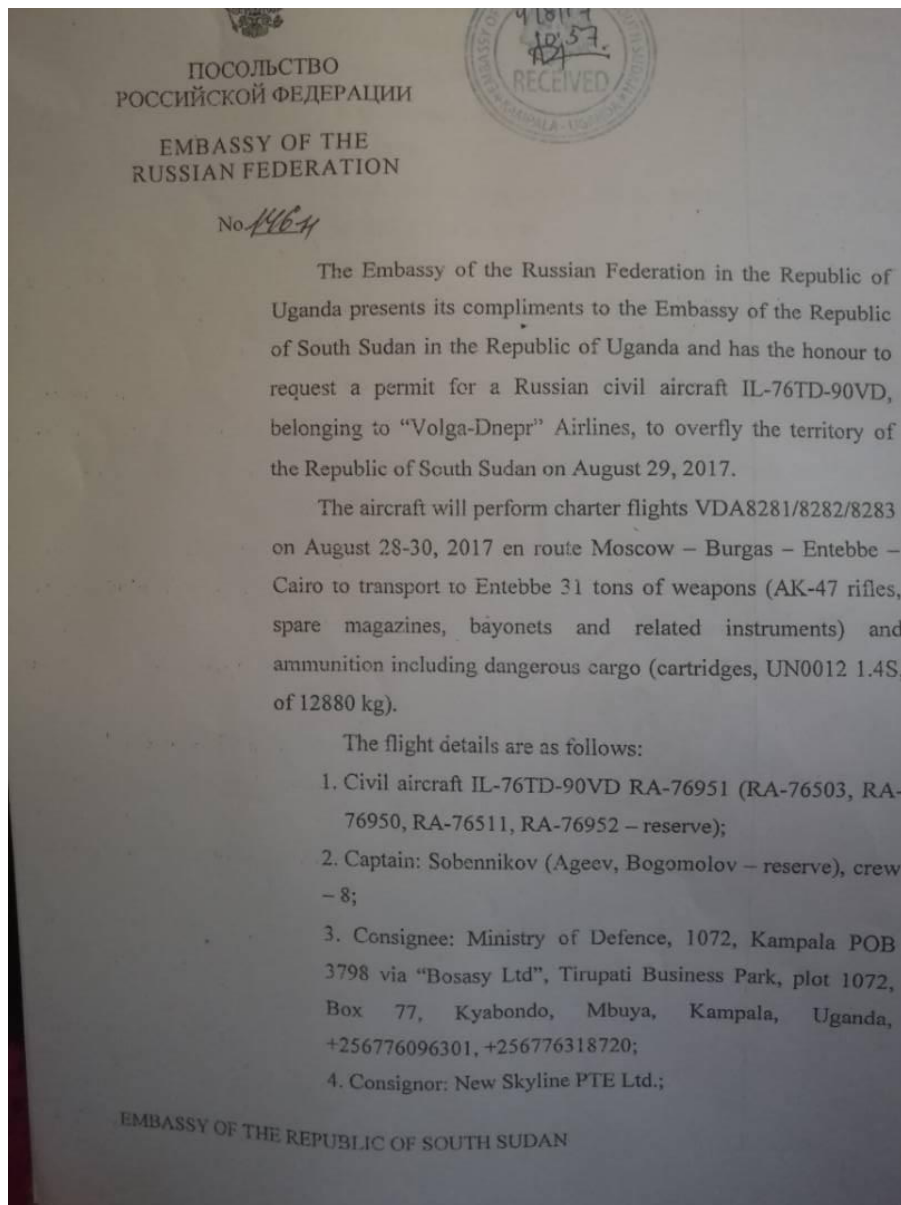 10:57.
RECEIVED
KAMPALA - UGANDA
EMBASSY OF
ПОСОЛЬСТВО
РОССИЙСКОЙ ФЕДЕРАЦИИ
EMBASSY OF THE
RUSSIAN FEDERATION
No
The Embassy of the Russian Federation in the Republic of
Uganda presents its compliments to the Embassy of the Republic
of South Sudan in the Republic of Uganda and has the honour to
request a permit for a Russian civil aircraft IL-76TD-90VD,
belonging to “Volga-Dnepr” Airlines, to overfly the territory of
the Republic of South Sudan on August 29, 2017.
The aircraft will perform charter flights VDA8281/8282/8283
on August 28-30, 2017 en route Moscow – Burgas – Entebbe –
Cairo to transport to Entebbe 31 tons of weapons (AK-47 rifles,
spare magazines, bayonets and related instruments) and
ammunition including dangerous cargo (cartridges, UN0012 1.4S,
of 12880 kg).
The flight details are as follows:
1. Civil aircraft IL-76TD-90VD RA-76951 (RA-76503, RA-
76950, RA-76511, RA-76952 – reserve);
2. Captain: Sobennikov (Ageev, Bogomolov – reserve), crew
– 8;
3. Consignee: Ministry of Defence, 1072, Kampala POB
3798 via “Bosasy Ltd”, Tirupati Business Park, plot 1072,
Box 77, Kyabondo, Mbuya, Kampala, Uganda,
+256776096301, +256776318720;
4. Consignor: New Skyline PTE Ltd.;
EMBASSY OF THE REPUBLIC OF SOUTH SUDAN